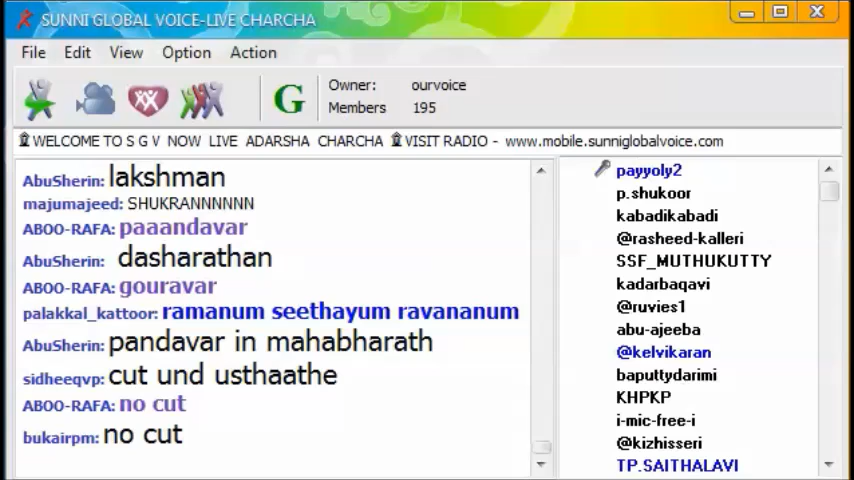 SUNNI GLOBAL VOICE-LIVE CHARCHA
File Edit View Option Action
G
Owner: ourvoice
Members 195
WELCOME TO S G V NOW LIVE ADARSHA CHARCHA VISIT RADIO - www.mobile.sunniglobalvoice.com
AbuSherin: lakshman
majumajeed: SHUKRANNNNNN
ABOO-RAFA: paaandavar
AbuSherin: dasharathan
ABOO-RAFA: gouravar
palakkal_kattoor: ramanum seethayum ravananum
AbuSherin: pandavar in mahabharath
sidheeqvp: cut und usthaathe
ABOO-RAFA: no cut
bukairpm: no cut
payyoly2
p.shukoor
kabadikabadi
@rasheed-kalleri
SSF_MUTHUKUTTY
kadarbaqavi
@ruvies1
abu-ajeeba
@kelvikaran
baputtydarimi
KHPKP
i-mic-free-i
@kizhisseri
TP.SAITHALAVI